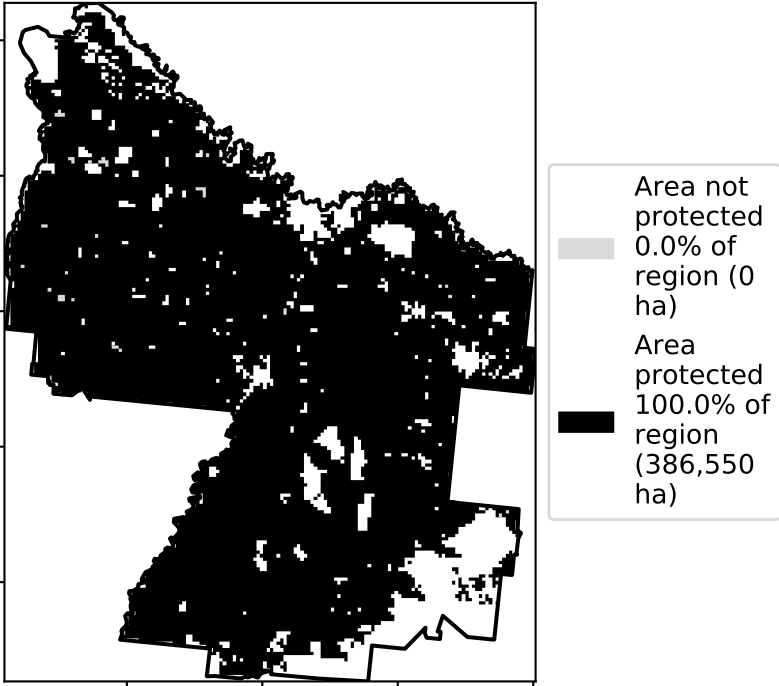 Area not
protected
0.0% of
region (0
ha)
Area
protected
100.0% of
region
(386,550
ha)